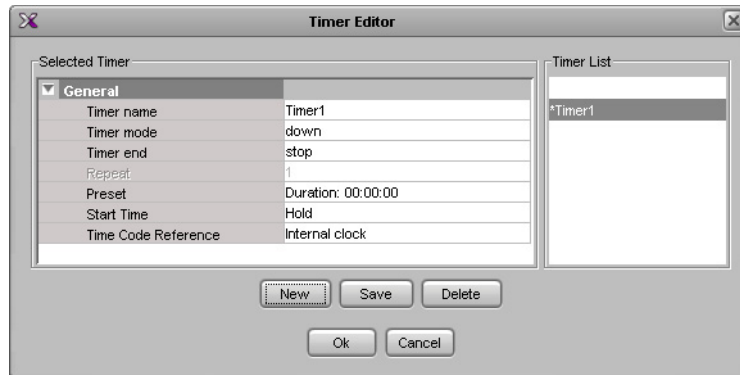 Timer Editor
Selected Timer
General
Timer name Timer1
Timer mode down
Timer end stop
Repeat 1
Preset Duration: 00:00:00
Start Time Hold
Time Code Reference Internal clock
Timer List
*Timer1
New Save Delete
Ok Cancel